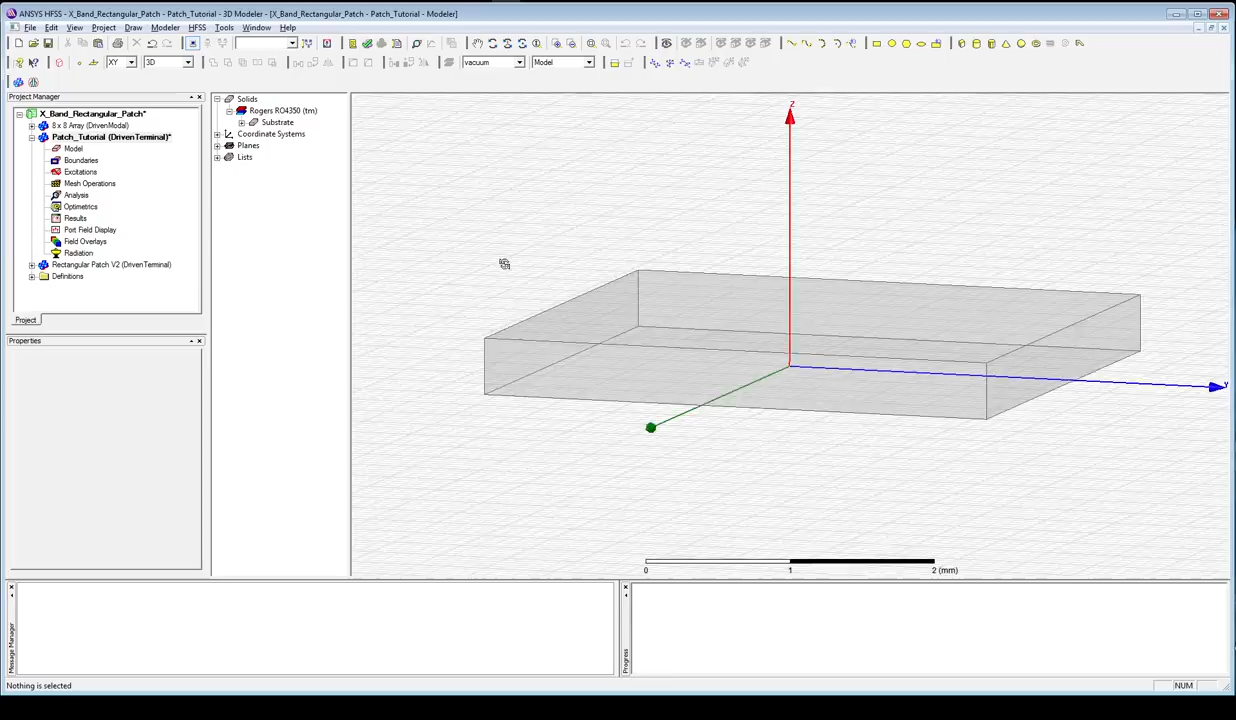 ANSYS HFSS - X_Band_Rectangular_Patch - Patch_Tutorial - 3D Modeler - [X_Band_Rectangular_Patch - Patch_Tutorial - Modeler]
File Edit View Project Draw Modeler HFSS Tools Window Help
XY 3D vacuum Model
Project Manager
X_Band_Rectangular_Patch*
8 x 8 Array (DrivenModal)
Patch_Tutorial (DrivenTerminal)*
Model
Boundaries
Excitations
Mesh Operations
Analysis
Optimetrics
Results
Port Field Display
Field Overlays
Radiation
Rectangular Patch V2 (DrivenTerminal)
Definitions
Project
Properties
Solids
Rogers RO4350 (tm)
Substrate
Coordinate Systems
Planes
Lists
Z
Y
0 1 2 (mm)
Message Manager
Progress
Nothing is selected
NUM